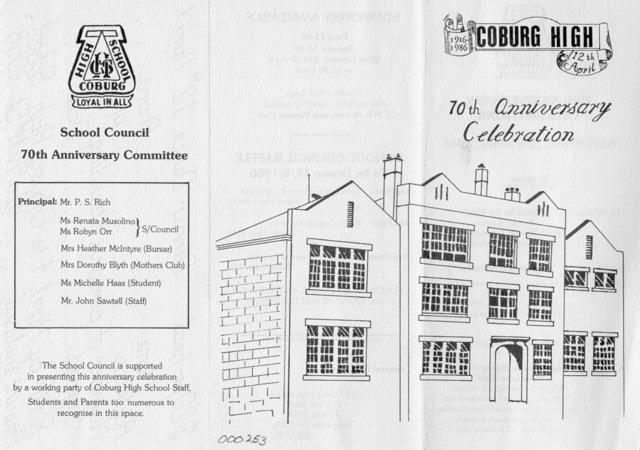 HIGH SCHOOL
CHS
COBURG
LOYAL IN ALL
School Council
70th Anniversary Committee
Principal: Mr. P. S. Rich
Ms Renata Musolino
Ms Robyn Orr } S/Council
Mrs Heather McIntyre (Bursar)
Mrs Dorothy Blyth (Mothers Club)
Ms Michelle Haas (Student)
Mr. John Sawtell (Staff)
The School Council is supported
in presenting this anniversary celebration
by a working party of Coburg High School Staff,
Students and Parents too numerous to
recognise in this space.
000253
1916-
1986
COBURG HIGH
12th
April
70th Anniversary
Celebration